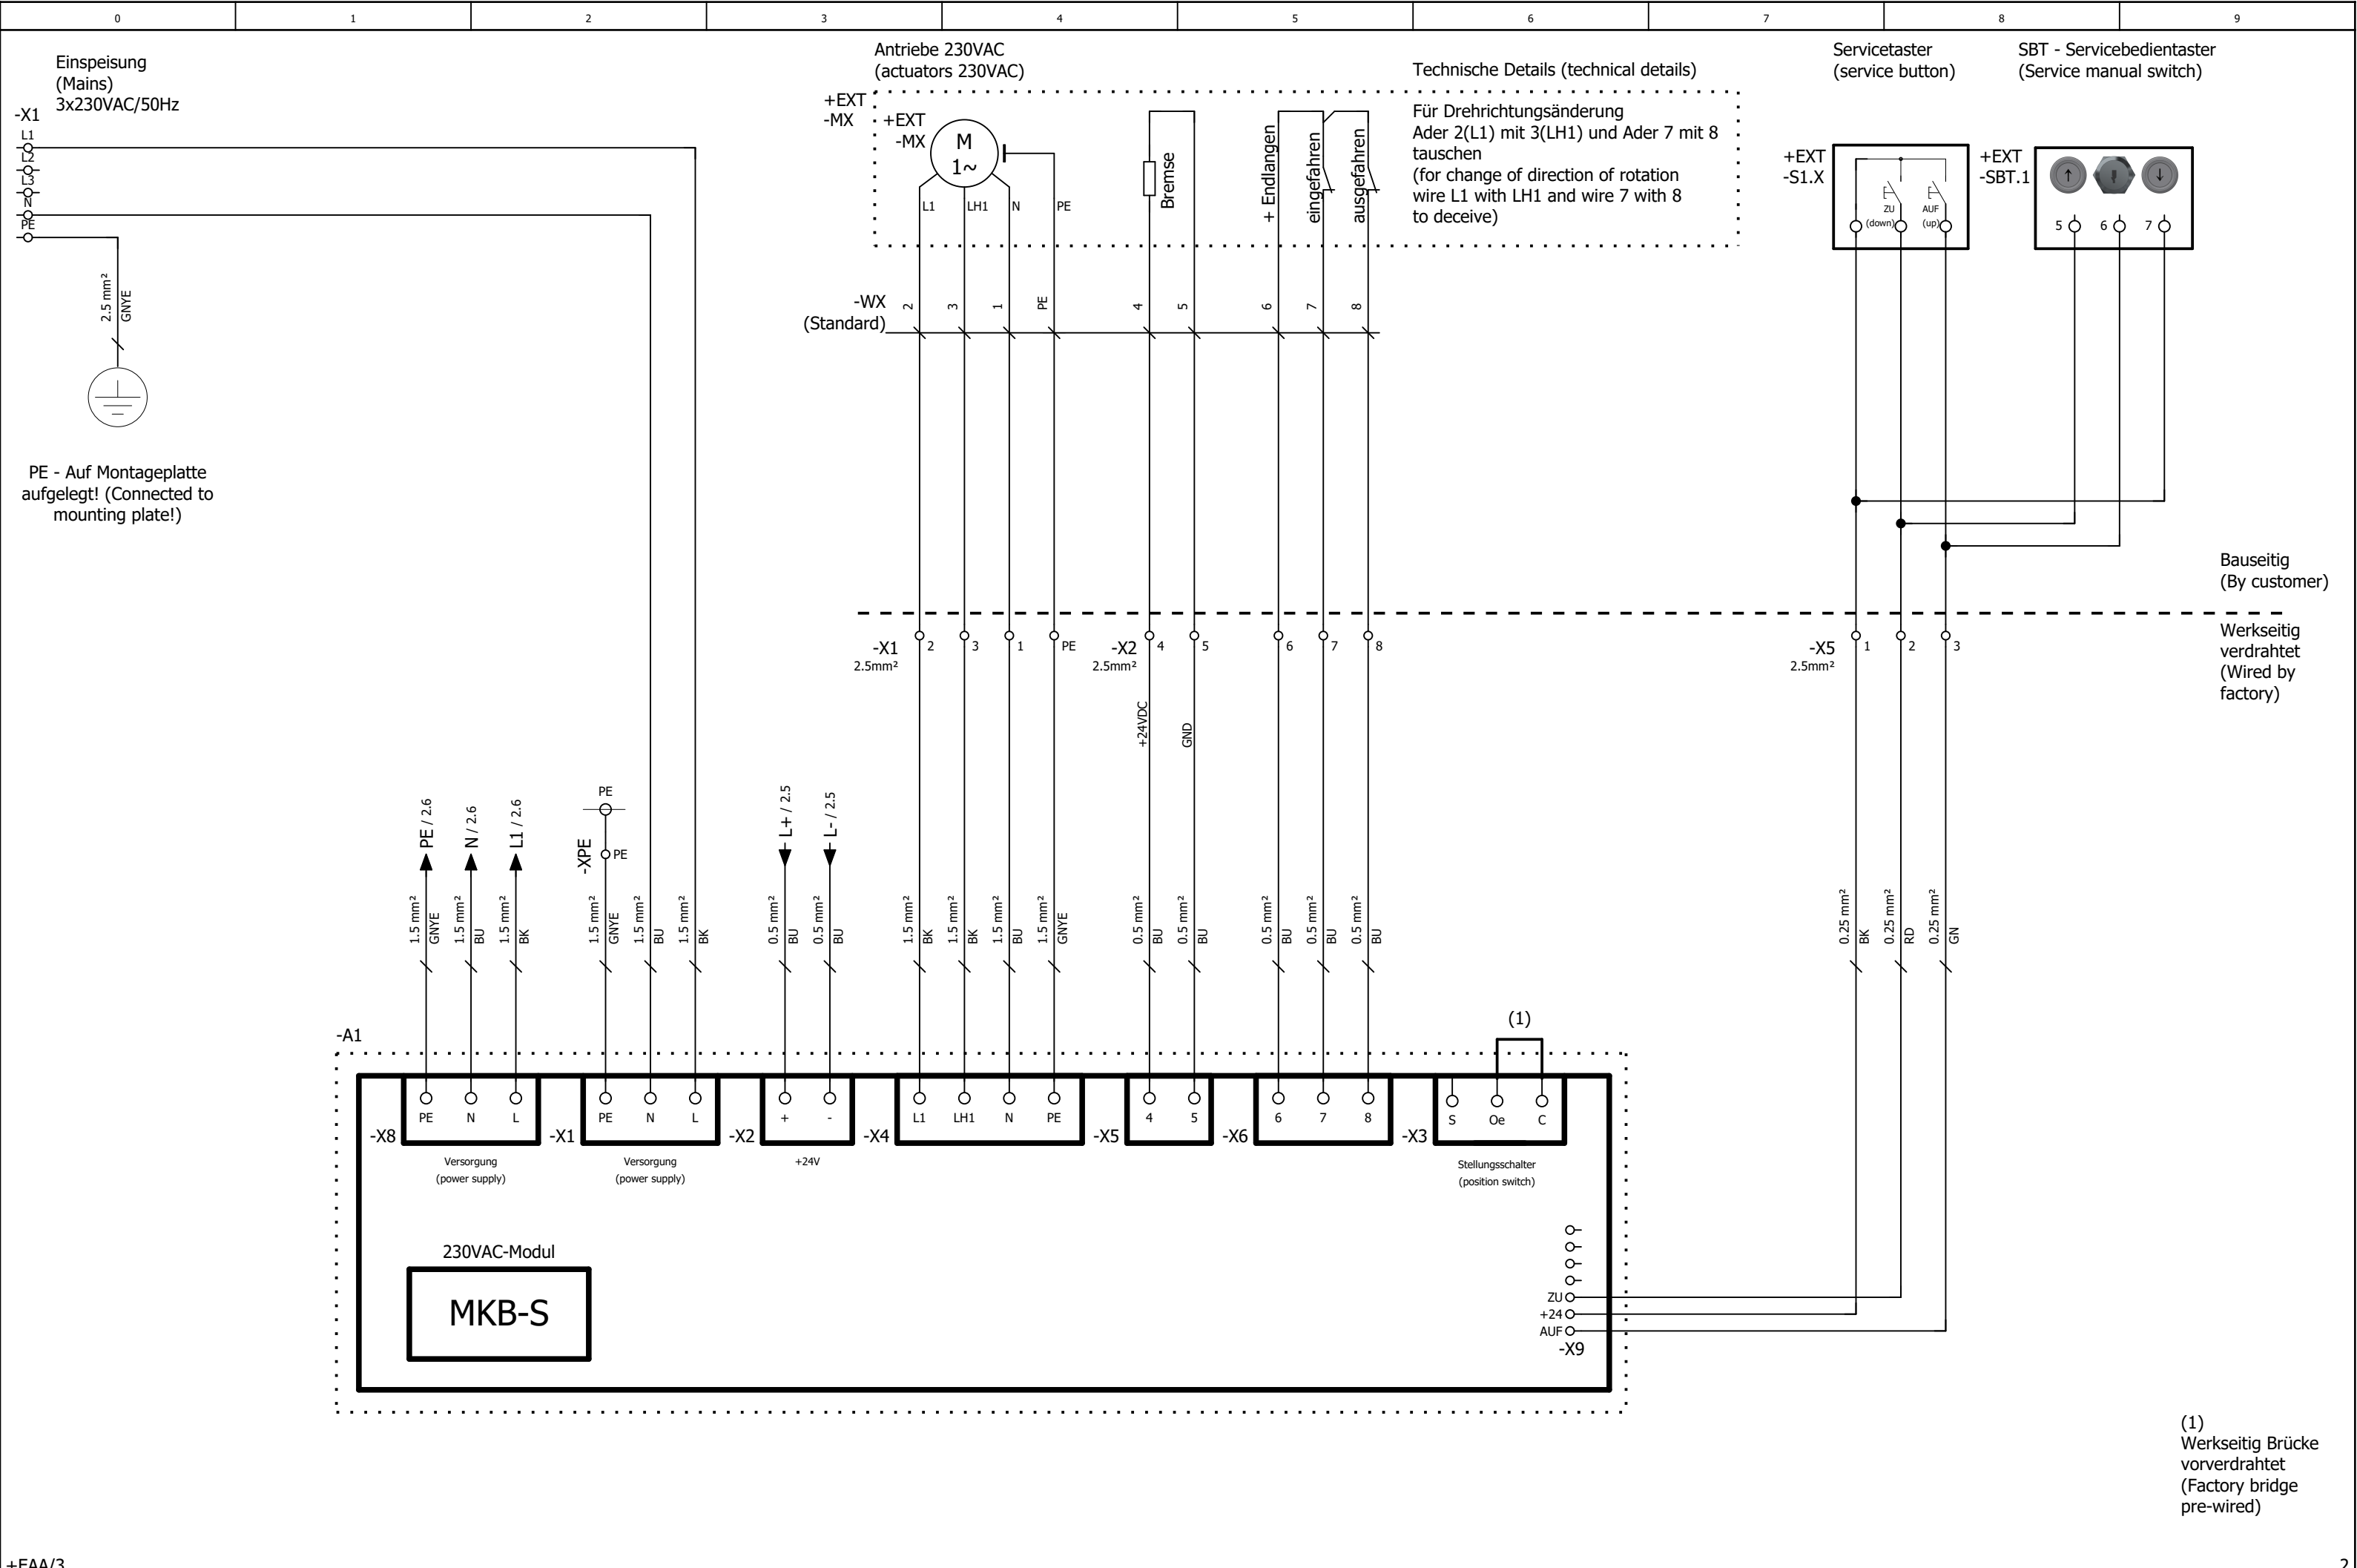 0 1 2 3 4 5 6 7 8 9
Einspeisung
(Mains)
3x230VAC/50Hz
-X1
L1
L2
L3
N
PE
2.5 mm²
GNYE
PE - Auf Montageplatte
aufgelegt! (Connected to
mounting plate!)
Antriebe 230VAC
(actuators 230VAC)
+EXT
-MX
+EXT
-MX
M
1~
L1 LH1 N PE
Bremse
+ Endlangen
eingefahren
ausgefahren
Technische Details (technical details)
Für Drehrichtungsänderung
Ader 2(L1) mit 3(LH1) und Ader 7 mit 8
tauschen
(for change of direction of rotation
wire L1 with LH1 and wire 7 with 8
to deceive)
Servicetaster
(service button)
+EXT
-S1.X
ZU
(down)
AUF
(up)
SBT - Servicebedientaster
(Service manual switch)
+EXT
-SBT.1
↑ ↓
5 6 7
-WX
(Standard)
2 3 1 PE 4 5 6 7 8
Bauseitig
(By customer)
Werkseitig
verdrahtet
(Wired by
factory)
-X1
2.5mm²
2 3 1 PE
-X2
2.5mm²
4 5 6 7 8
-X5
2.5mm²
1 2 3
+24VDC
GND
PE / 2.6
N / 2.6
L1 / 2.6
PE
-XPE
PE
L+ / 2.5
L- / 2.5
1.5 mm² GNYE
1.5 mm² BU
1.5 mm² BK
1.5 mm² GNYE
1.5 mm² BU
1.5 mm² BK
0.5 mm² BU
0.5 mm² BU
1.5 mm² BK
1.5 mm² BK
1.5 mm² BU
1.5 mm² GNYE
0.5 mm² BU
0.5 mm² BU
0.5 mm² BU
0.5 mm² BU
0.5 mm² BU
0.25 mm² BK
0.25 mm² RD
0.25 mm² GN
(1)
-A1
-X8
PE N L
Versorgung
(power supply)
-X1
PE N L
Versorgung
(power supply)
-X2
+ -
+24V
-X4
L1 LH1 N PE
-X5
4 5
-X6
6 7 8
-X3
S Oe C
Stellungsschalter
(position switch)
230VAC-Modul
MKB-S
ZU
+24
AUF
-X9
(1)
Werkseitig Brücke
vorverdrahtet
(Factory bridge
pre-wired)
+EAA/3
2